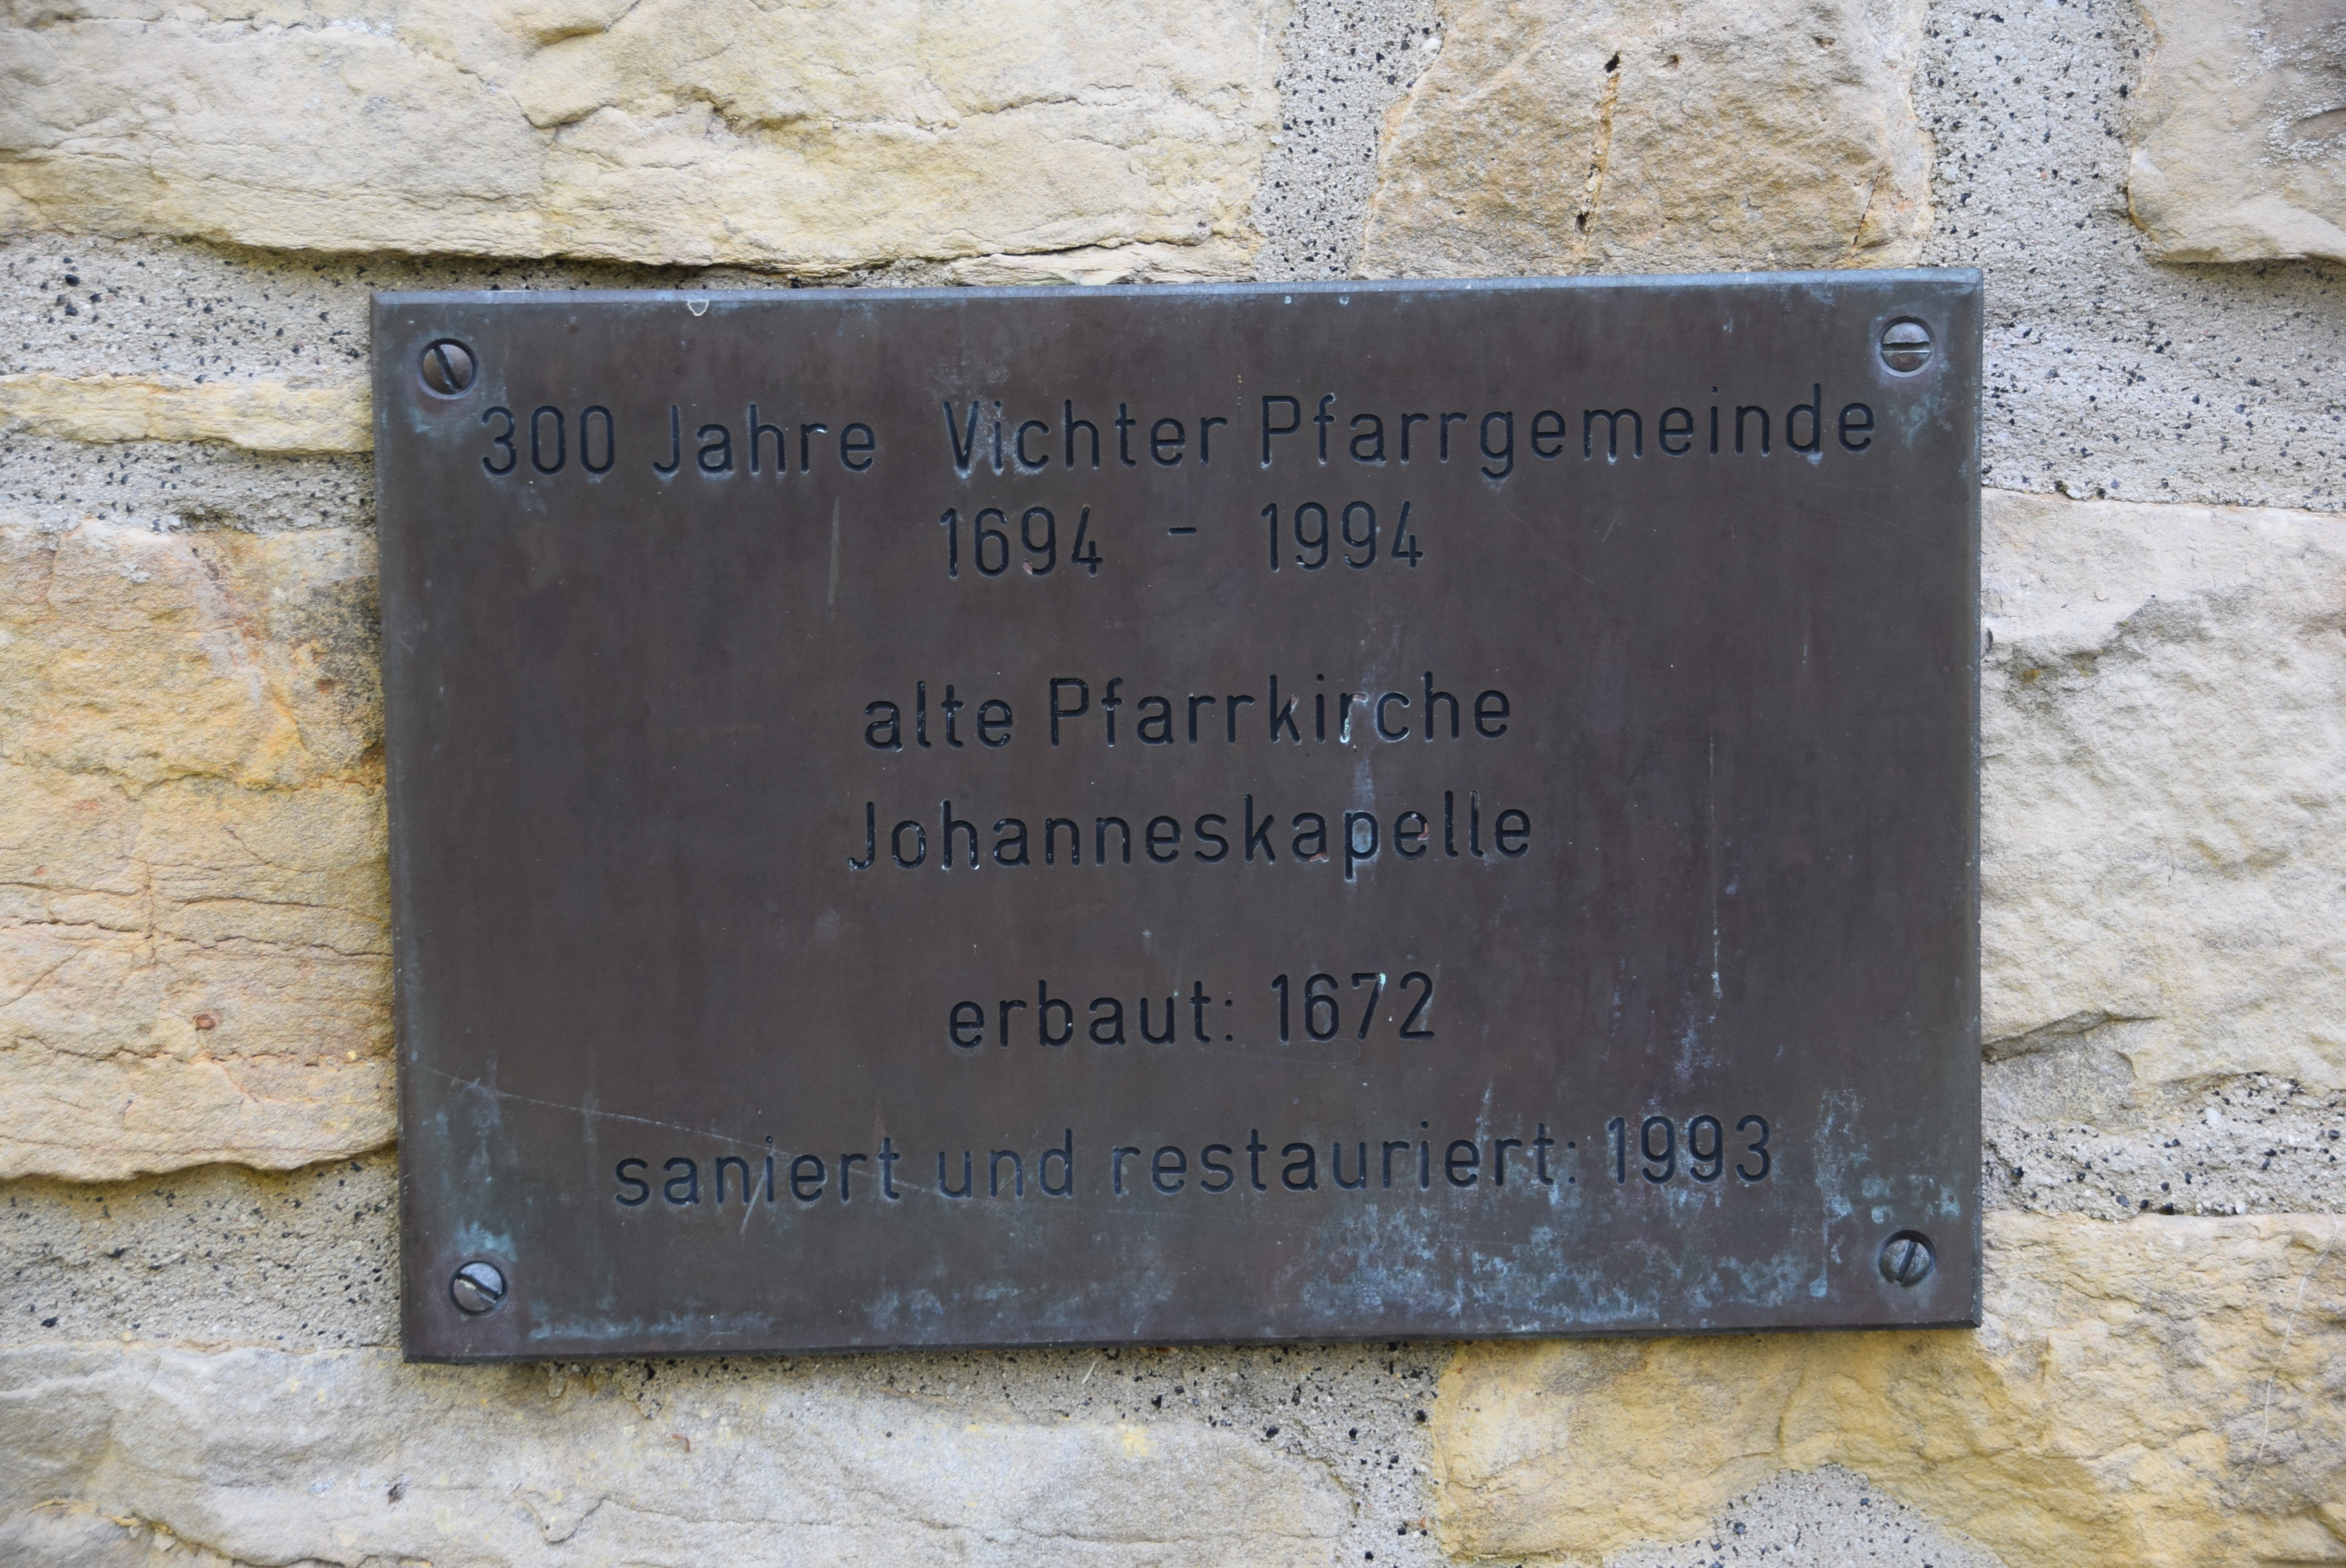 300 Jahre Vichter Pfarrgemeinde
1694 - 1994
alte Pfarrkirche
Johanneskapelle
erbaut: 1672
saniert und restauriert: 1993